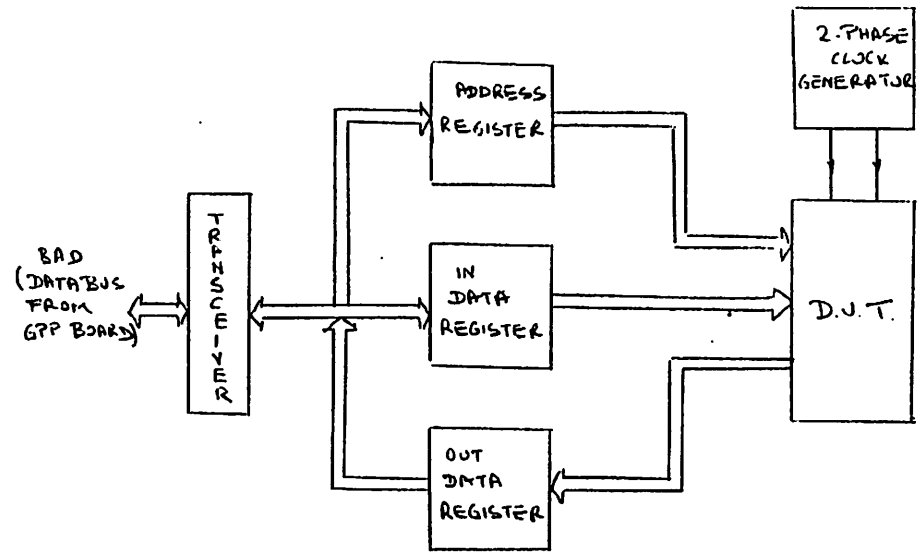 2-PHASE
CLOCK
GENERATOR
ADDRESS
REGISTER
TRANSCEIVER
BAD
(DATABUS
FROM
GPP BOARD)
IN
DATA
REGISTER
D.U.T.
OUT
DATA
REGISTER